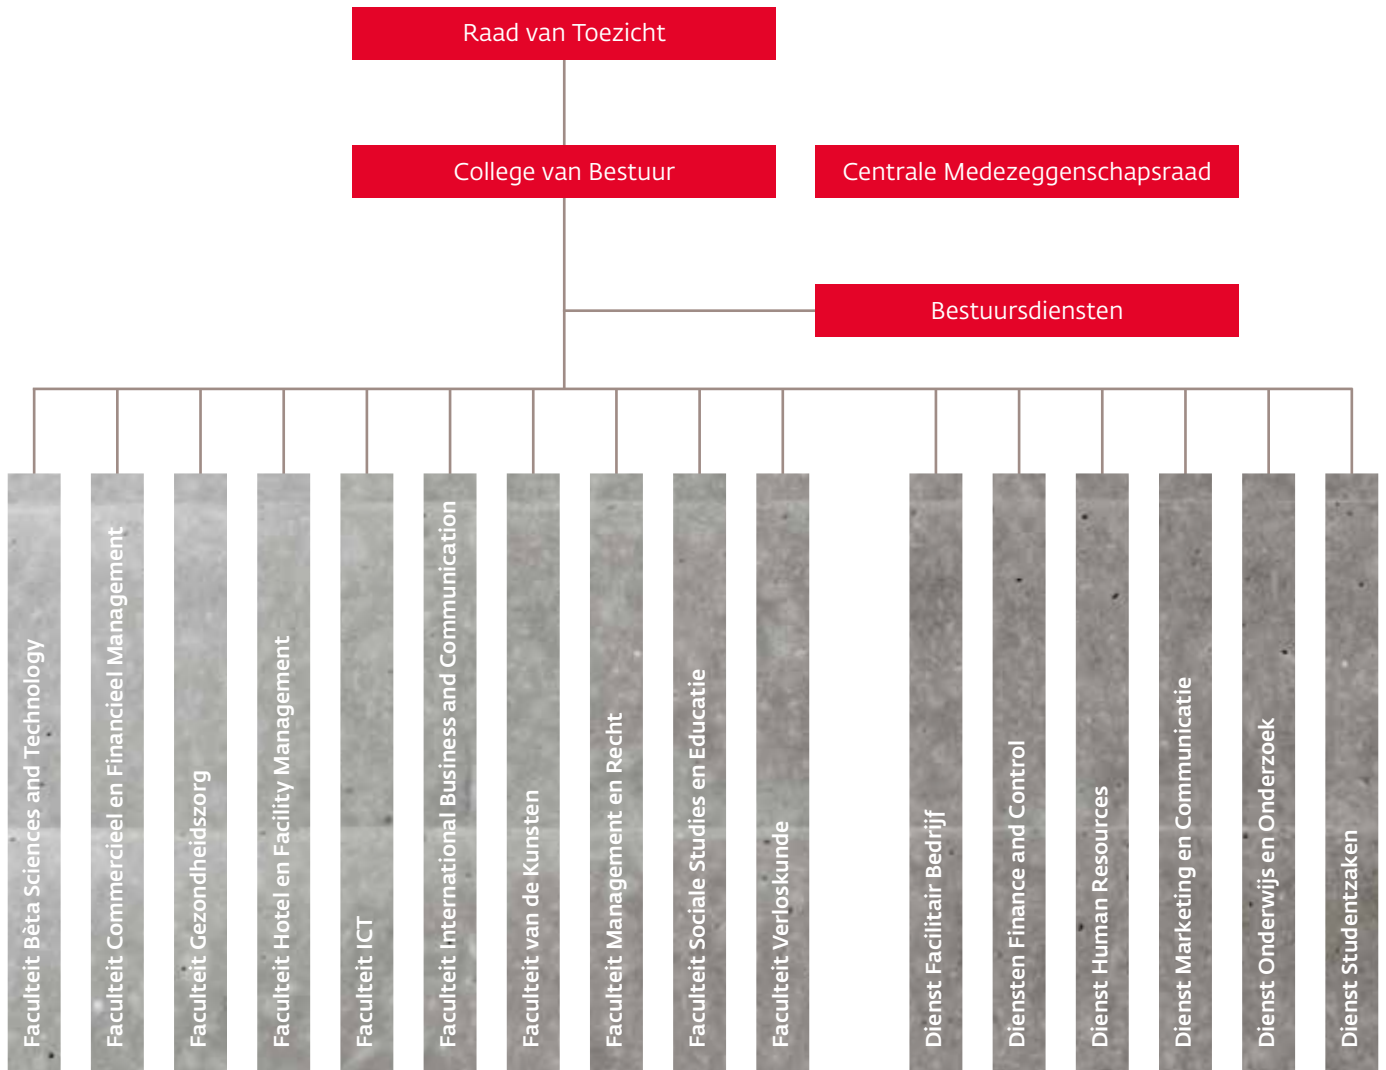 Raad van Toezicht
College van Bestuur
Centrale Medezeggenschapsraad
Bestuursdiensten
Faculteit Bèta Sciences and Technology
Faculteit Commercieel en Financieel Management
Faculteit Gezondheidszorg
Faculteit Hotel en Facility Management
Faculteit ICT
Faculteit International Business and Communication
Faculteit van de Kunsten
Faculteit Management en Recht
Faculteit Sociale Studies en Educatie
Faculteit Verloskunde
Dienst Facilitair Bedrijf
Diensten Finance and Control
Dienst Human Resources
Dienst Marketing en Communicatie
Dienst Onderwijs en Onderzoek
Dienst Studentzaken